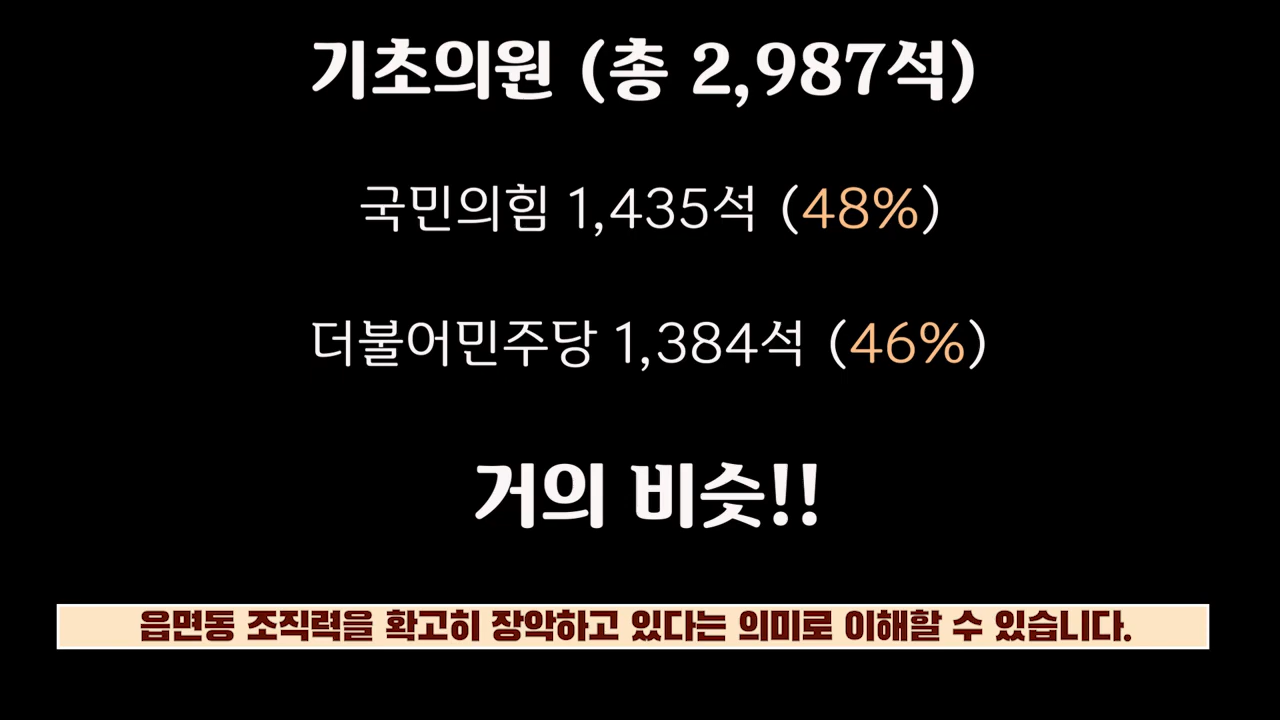 기초의원 (총 2,987석)
국민의힘 1,435석 (48%)
더불어민주당 1,384석 (46%)
거의 비슷!!
읍면동 조직력을 확고히 장악하고 있다는 의미로 이해할 수 있습니다.